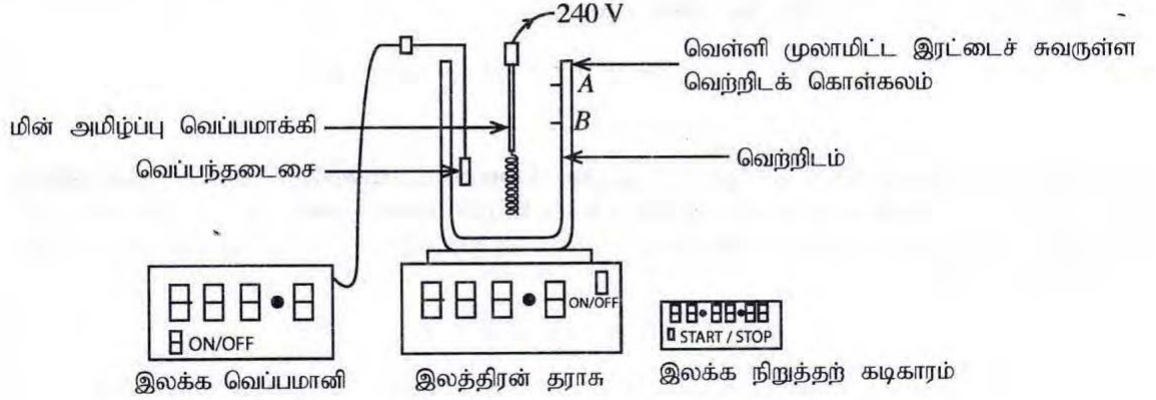 240 V
வெள்ளி முலாமிட்ட இரட்டைச் சுவருள்ள
வெற்றிடக் கொள்கலம்
A
B
மின் அமிழ்ப்பு வெப்பமாக்கி
வெப்பந்தடைசை
வெற்றிடம்
ON/OFF
ON/OFF
START / STOP
இலக்க வெப்பமானி
இலத்திரன் தராசு
இலக்க நிறுத்தற் கடிகாரம்